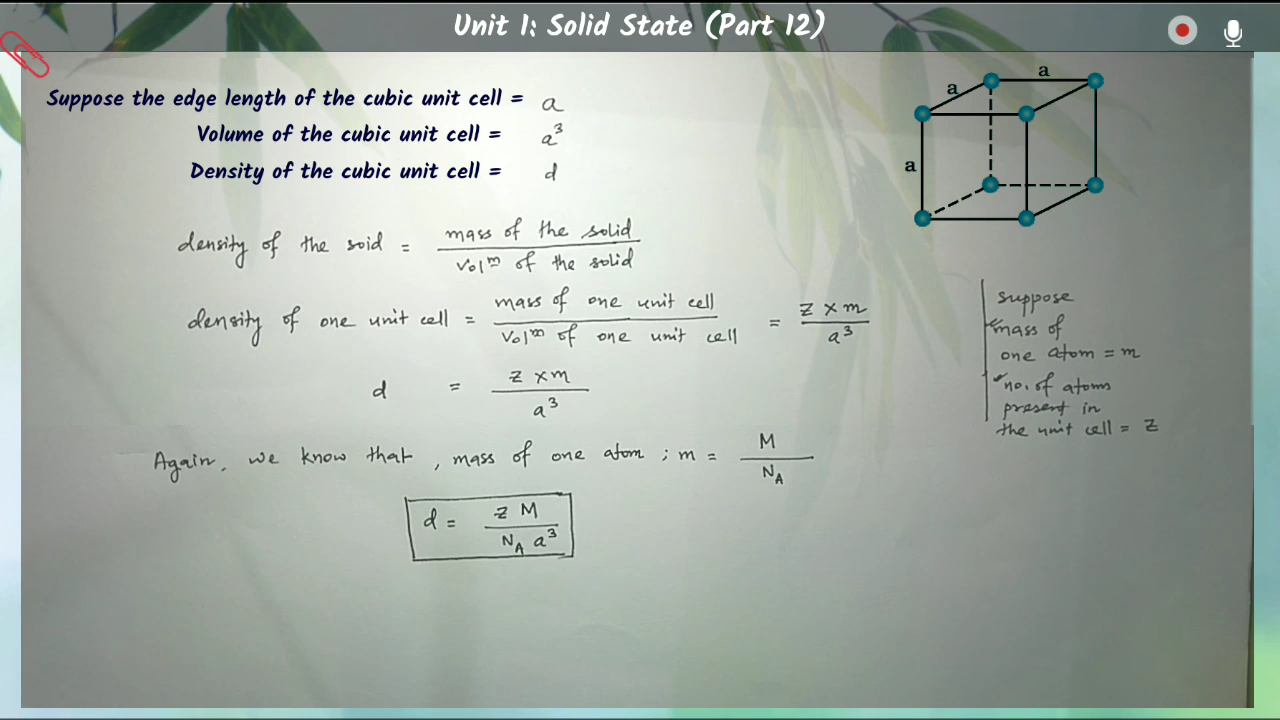 Unit 1: Solid State (Part 12)
Suppose the edge length of the cubic unit cell = a
Volume of the cubic unit cell = a³
Density of the cubic unit cell = d
a
a
a
density of the soid = mass of the solid
Volᵐ of the solid
density of one unit cell = mass of one unit cell = Z × m
Volᵐ of one unit cell a³
suppose
mass of
one atom = m
no. of atoms
present in
the unit cell = Z
d = Z × m
a³
Again, we know that, mass of one atom ; m = M
N_A
d = Z M
N_A a³